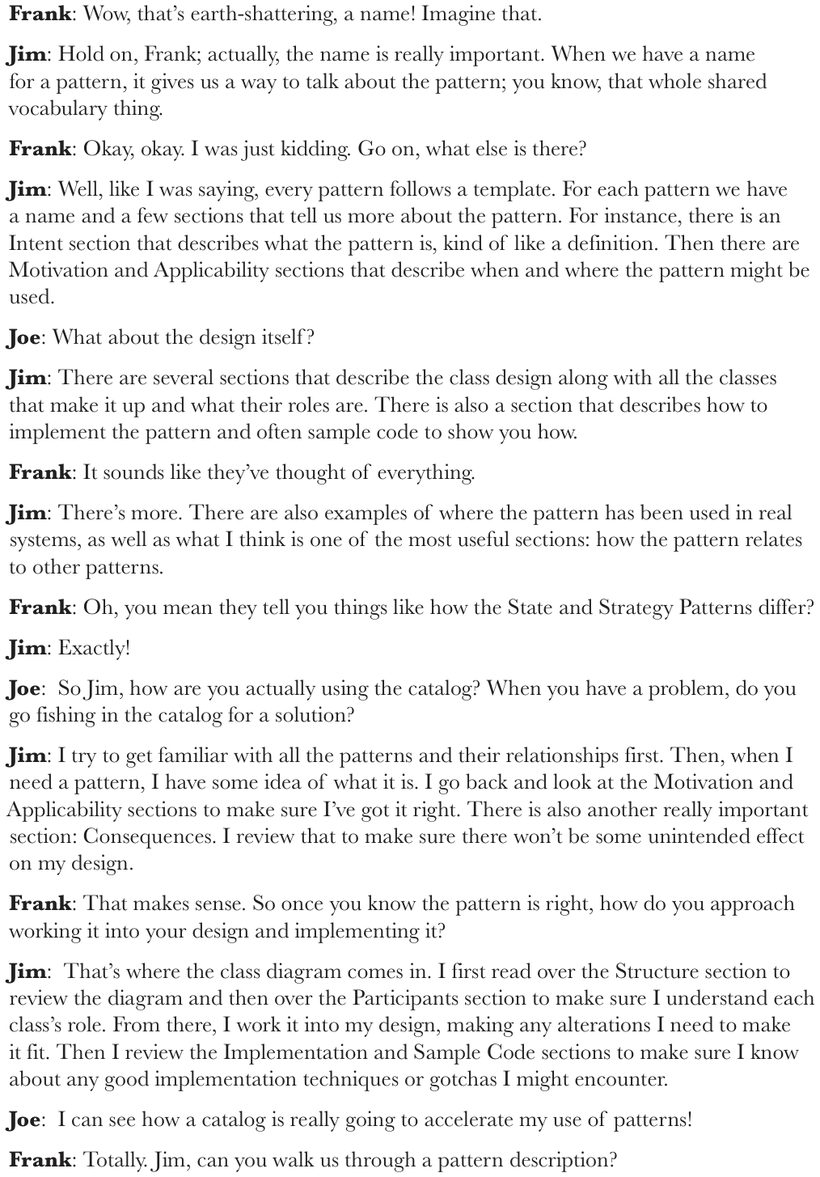 Frank: Wow, that’s earth-shattering, a name! Imagine that.
Jim: Hold on, Frank; actually, the name is really important. When we have a name
for a pattern, it gives us a way to talk about the pattern; you know, that whole shared
vocabulary thing.
Frank: Okay, okay. I was just kidding. Go on, what else is there?
Jim: Well, like I was saying, every pattern follows a template. For each pattern we have
a name and a few sections that tell us more about the pattern. For instance, there is an
Intent section that describes what the pattern is, kind of like a definition. Then there are
Motivation and Applicability sections that describe when and where the pattern might be
used.
Joe: What about the design itself?
Jim: There are several sections that describe the class design along with all the classes
that make it up and what their roles are. There is also a section that describes how to
implement the pattern and often sample code to show you how.
Frank: It sounds like they’ve thought of everything.
Jim: There’s more. There are also examples of where the pattern has been used in real
systems, as well as what I think is one of the most useful sections: how the pattern relates
to other patterns.
Frank: Oh, you mean they tell you things like how the State and Strategy Patterns differ?
Jim: Exactly!
Joe: So Jim, how are you actually using the catalog? When you have a problem, do you
go fishing in the catalog for a solution?
Jim: I try to get familiar with all the patterns and their relationships first. Then, when I
need a pattern, I have some idea of what it is. I go back and look at the Motivation and
Applicability sections to make sure I’ve got it right. There is also another really important
section: Consequences. I review that to make sure there won’t be some unintended effect
on my design.
Frank: That makes sense. So once you know the pattern is right, how do you approach
working it into your design and implementing it?
Jim: That’s where the class diagram comes in. I first read over the Structure section to
review the diagram and then over the Participants section to make sure I understand each
class’s role. From there, I work it into my design, making any alterations I need to make
it fit. Then I review the Implementation and Sample Code sections to make sure I know
about any good implementation techniques or gotchas I might encounter.
Joe: I can see how a catalog is really going to accelerate my use of patterns!
Frank: Totally. Jim, can you walk us through a pattern description?